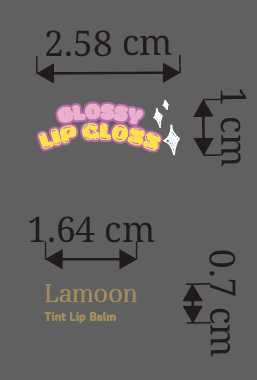 2.58 cm
GLOSSY
LIP GLOSS
1 cm
1.64 cm
Lamoon
Tint Lip Balm
0.7 cm